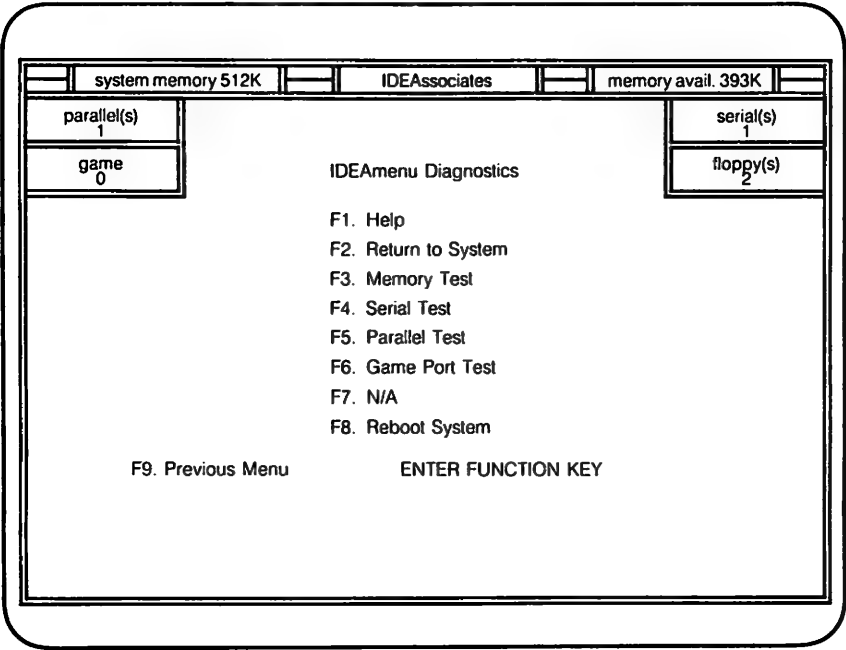 system memory 512K IDEAssociates memory avail. 393K
parallel(s) serial(s)
1 1
game floppy(s)
0 2
IDEAmenu Diagnostics
F1. Help
F2. Return to System
F3. Memory Test
F4. Serial Test
F5. Parallel Test
F6. Game Port Test
F7. N/A
F8. Reboot System
F9. Previous Menu ENTER FUNCTION KEY